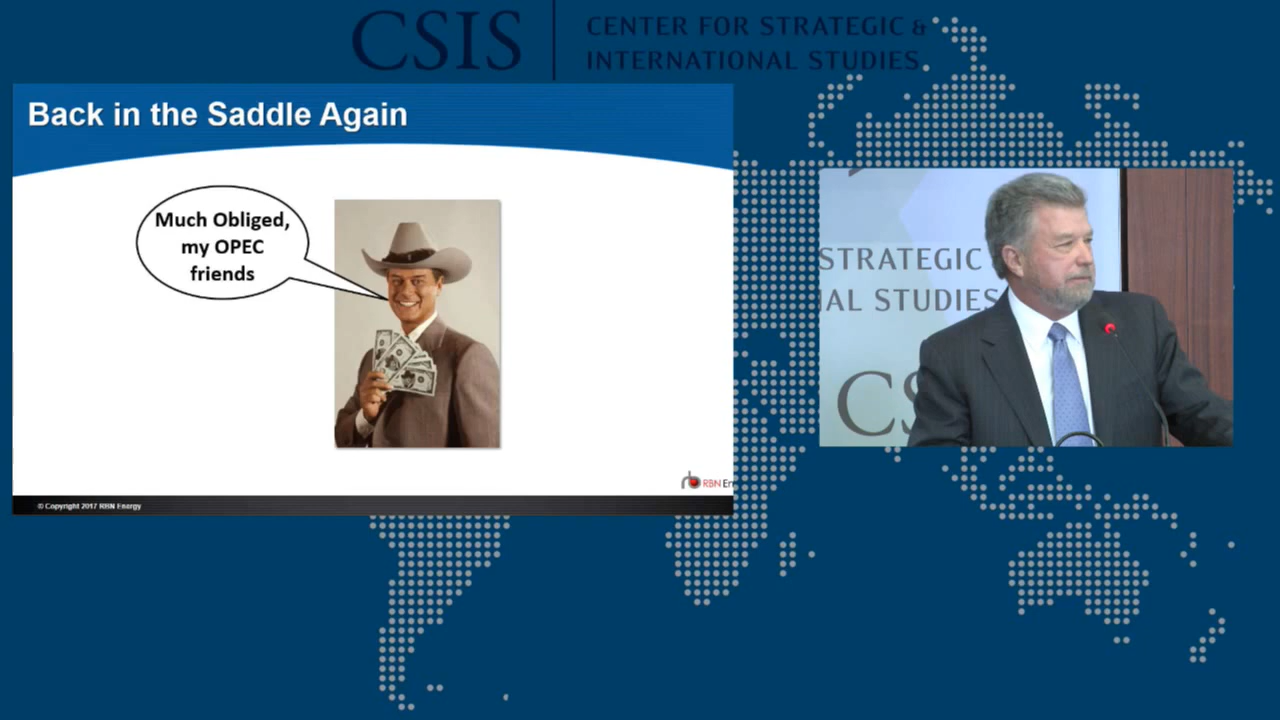 CSIS
CENTER FOR STRATEGIC &
INTERNATIONAL STUDIES
Back in the Saddle Again
Much Obliged,
my OPEC
friends
RBN En
© Copyright 2017 RBN Energy
STRATEGIC
IAL STUDIES
CS